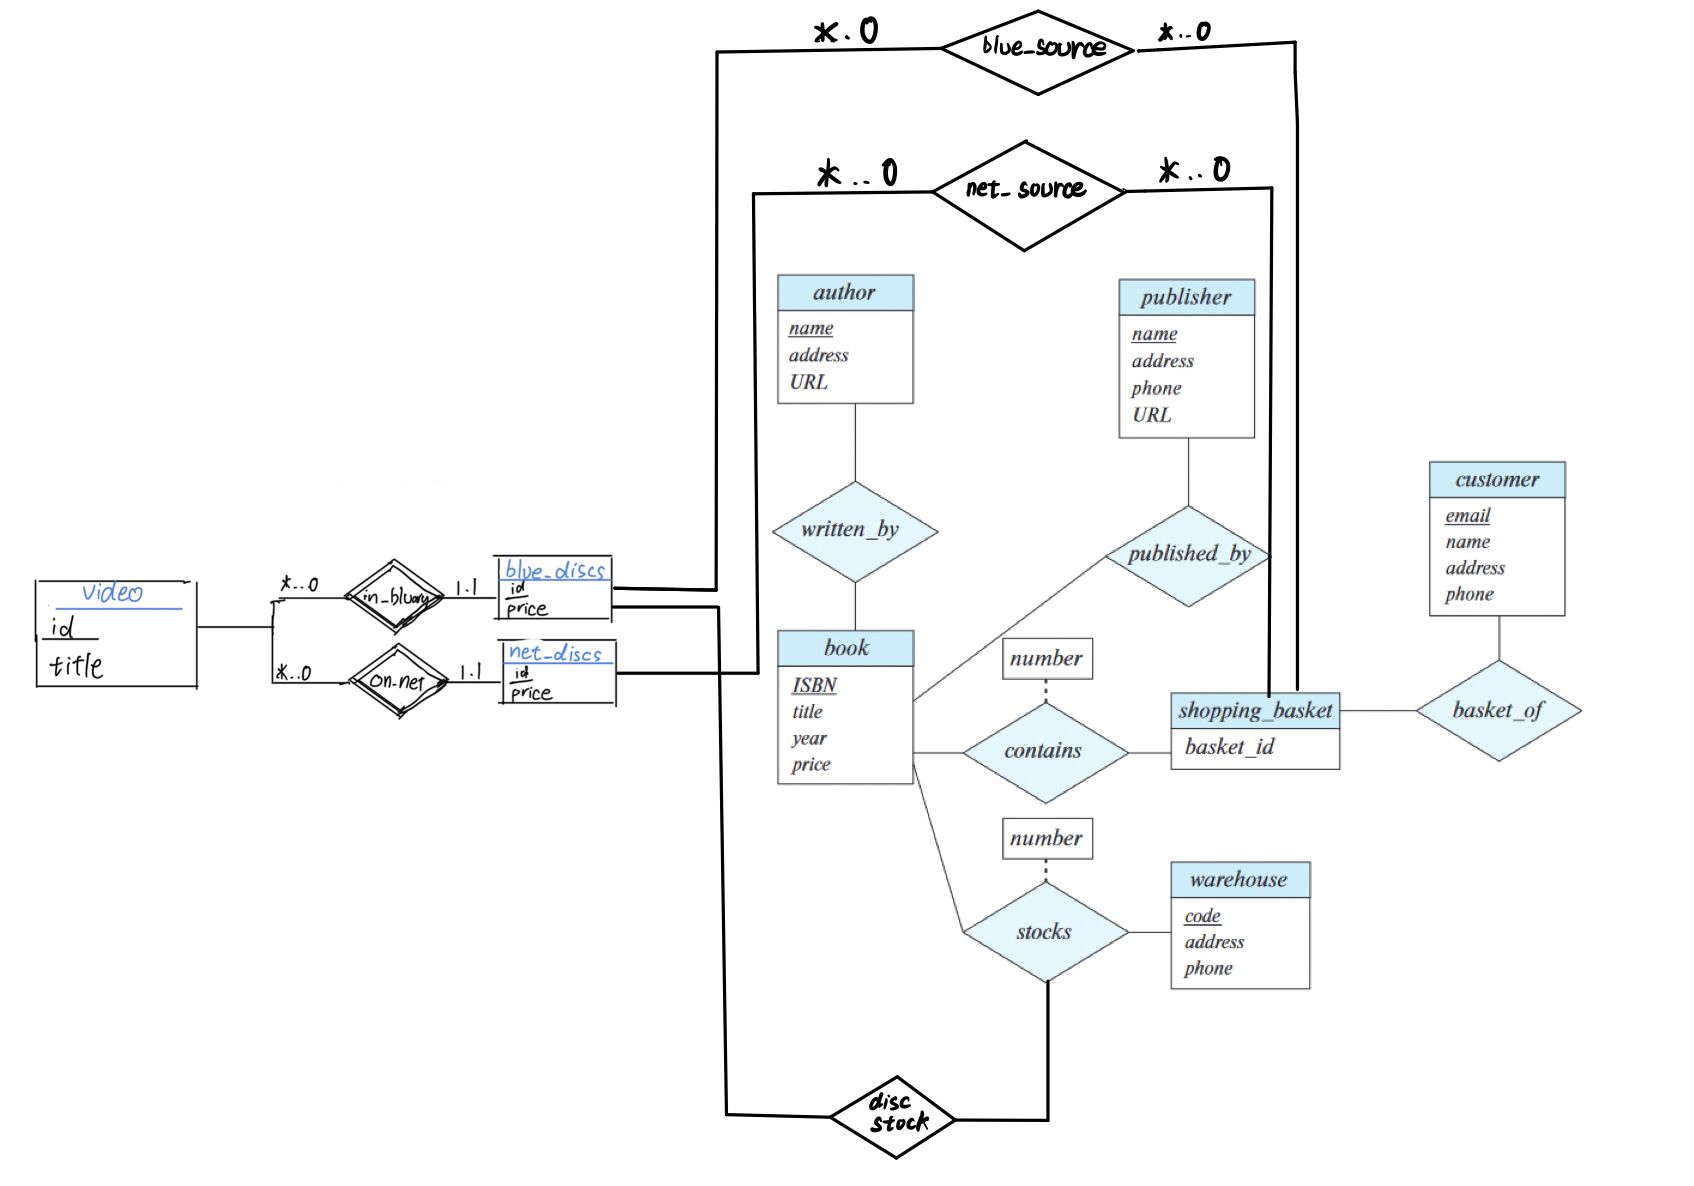 *.0
blue_source
*..0
*..0
net_source
*..0
author
name
address
URL
publisher
name
address
phone
URL
written_by
published_by
customer
email
name
address
phone
video
id
title
*..0
in_bluray
1.1
blue_discs
id
price
*..0
on_net
1.1
net_discs
id
price
book
ISBN
title
year
price
number
contains
shopping_basket
basket_id
basket_of
number
stocks
warehouse
code
address
phone
disc
stock